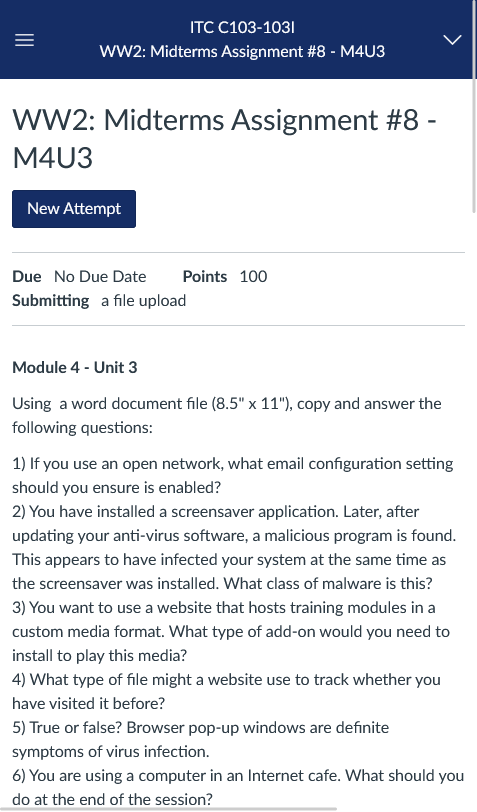 ITC C103-103I
WW2: Midterms Assignment #8 - M4U3
WW2: Midterms Assignment #8 -
M4U3
New Attempt
Due No Due Date Points 100
Submitting a file upload
Module 4 - Unit 3
Using a word document file (8.5" x 11"), copy and answer the
following questions:
1) If you use an open network, what email configuration setting
should you ensure is enabled?
2) You have installed a screensaver application. Later, after
updating your anti-virus software, a malicious program is found.
This appears to have infected your system at the same time as
the screensaver was installed. What class of malware is this?
3) You want to use a website that hosts training modules in a
custom media format. What type of add-on would you need to
install to play this media?
4) What type of file might a website use to track whether you
have visited it before?
5) True or false? Browser pop-up windows are definite
symptoms of virus infection.
6) You are using a computer in an Internet cafe. What should you
do at the end of the session?